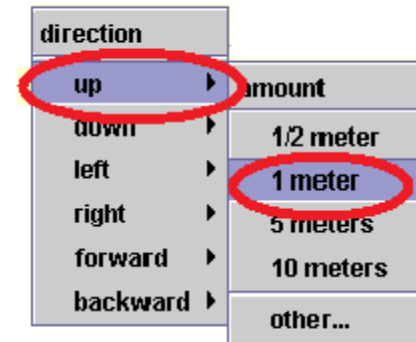 direction
up
down
left
right
forward
backward
amount
1/2 meter
1 meter
5 meters
10 meters
other...